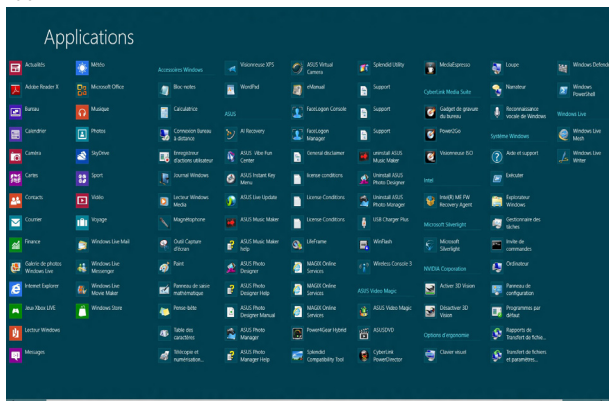 Applications
Actualités
Adobe Reader X
Bureau
Calendrier
Caméra
Cartes
Contacts
Courrier
Finance
Galerie de photos
Windows Live
Internet Explorer
Jeux Xbox LIVE
Lecteur Windows
Messages
Météo
Microsoft Office
Musique
Photos
SkyDrive
Sport
Vidéo
Voyage
Windows Live Mail
Windows Live
Messenger
Windows Live
Movie Maker
Windows Store
Accessoires Windows
Bloc-notes
Calculatrice
Connexion Bureau
à distance
Enregistreur
d'actions utilisateur
Journal Windows
Lecteur Windows
Media
Magnétophone
Outil Capture
d'écran
Paint
Panneau de saisie
mathématique
Pense-bête
Table des
caractères
Télécopie et
numérisation...
Visionneuse XPS
WordPad
ASUS
AI Recovery
ASUS Vibe Fun
Center
ASUS Instant Key
Menu
ASUS Live Update
ASUS Music Maker
ASUS Music Maker
help
ASUS Photo
Designer
ASUS Photo
Designer Help
ASUS Photo
Designer Manual
ASUS Photo
Manager
ASUS Photo
Manager Help
ASUS Virtual
Camera
eManual
FaceLogon Console
FaceLogon
Manager
General disclaimer
license conditions
License Conditions
License Conditions
LifeFrame
MAGIX Online
Services
MAGIX Online
Services
MAGIX Online
Services
Power4Gear Hybrid
Splendid
Compatibility Tool
Splendid Utility
Support
Support
Support
uninstall ASUS
Music Maker
Uninstall ASUS
Photo Designer
Uninstall ASUS
Photo Manager
USB Charger Plus
WinFlash
Wireless Console 3
ASUS Video Magic
ASUS Video Magic
ASUSDVD
CyberLink
PowerDirector
MediaEspresso
CyberLink Media Suite
Gadget de gravure
du bureau
Power2Go
Visionneuse ISO
Intel
Intel(R) ME FW
Recovery Agent
Microsoft Silverlight
Microsoft
Silverlight
NVIDIA Corporation
Activer 3D Vision
Désactiver 3D
Vision
Options d'ergonomie
Clavier visuel
Loupe
Narrateur
Reconnaissance
vocale de Windows
Système Windows
Aide et support
Exécuter
Explorateur
Windows
Gestionnaire des
tâches
Invite de
commandes
Ordinateur
Panneau de
configuration
Programmes par
défaut
Rapports de
Transfert de fichie...
Transfert de fichiers
et paramètres...
Windows Defend
Windows
PowerShell
Windows Live
Windows Live
Mesh
Windows Live
Writer